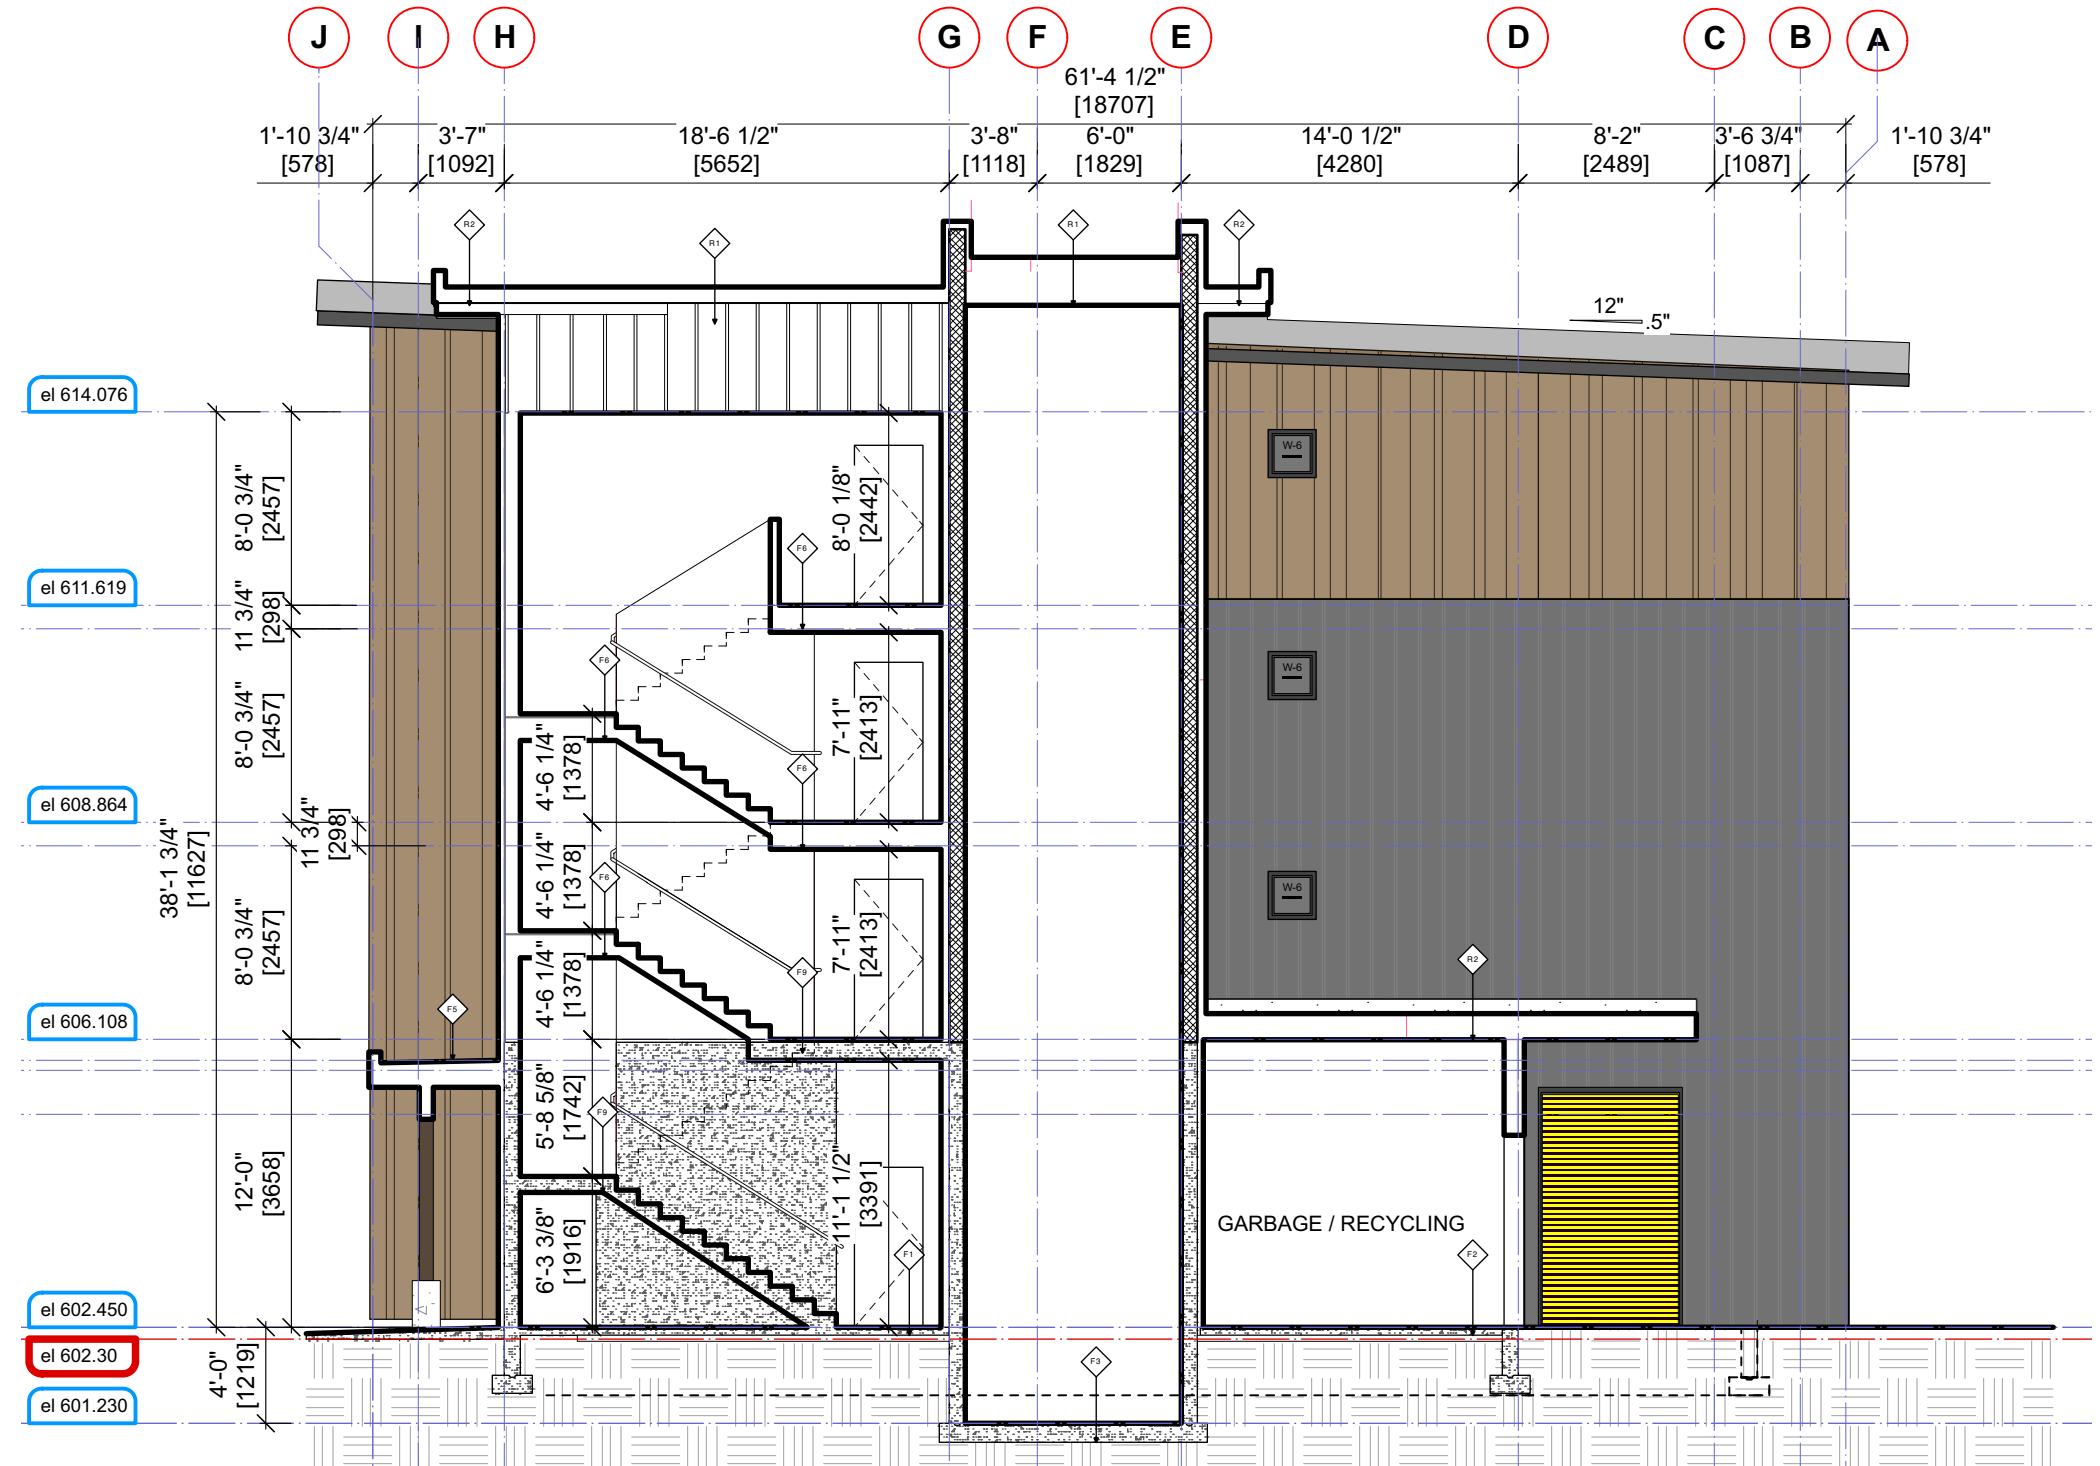 J I H G F E D C B A
61'-4 1/2"
[18707]
1'-10 3/4" 3'-7" 18'-6 1/2" 3'-8" 6'-0" 14'-0 1/2" 8'-2" 3'-6 3/4" 1'-10 3/4"
[578] [1092] [5652] [1118] [1829] [4280] [2489] [1087] [578]
R2 R1 R1 R2
12"
.5"
el 614.076
W-6
8'-0 3/4"
[2457]
8'-0 1/8"
[2442]
F6
el 611.619
11 3/4"
[298]
F6
W-6
8'-0 3/4"
[2457]
7'-11"
[2413]
4'-6 1/4"
[1378]
F6
el 608.864
11 3/4"
[298]
38'-1 3/4"
[11627]
4'-6 1/4"
[1378]
F6
W-6
8'-0 3/4"
[2457]
7'-11"
[2413]
F9
R2
4'-6 1/4"
[1378]
F5
el 606.108
5'-8 5/8"
[1742]
F9
12'-0"
[3658]
11'-11 1/2"
[3391]
6'-3 3/8"
[1916]
F1
GARBAGE / RECYCLING
F2
el 602.450
el 602.30
4'-0"
[1219]
F3
el 601.230